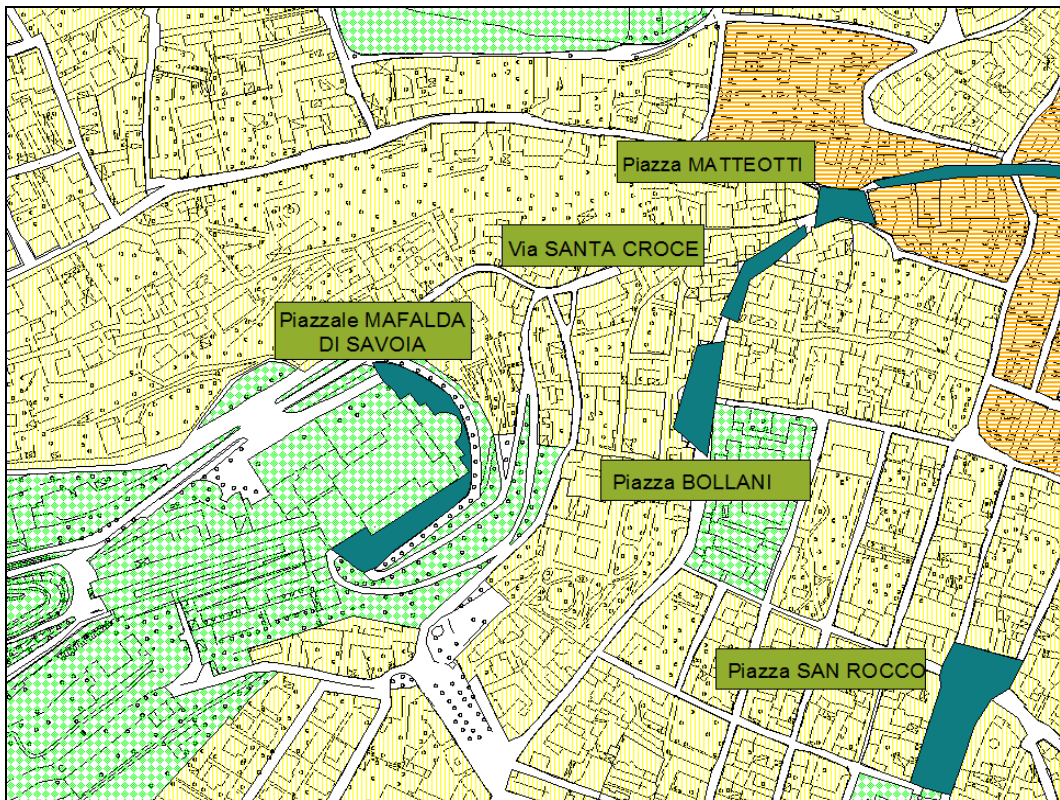 Piazza MATTEOTTI
Via SANTA CROCE
Piazzale MAFALDA
DI SAVOIA
Piazza BOLLANI
Piazza SAN ROCCO